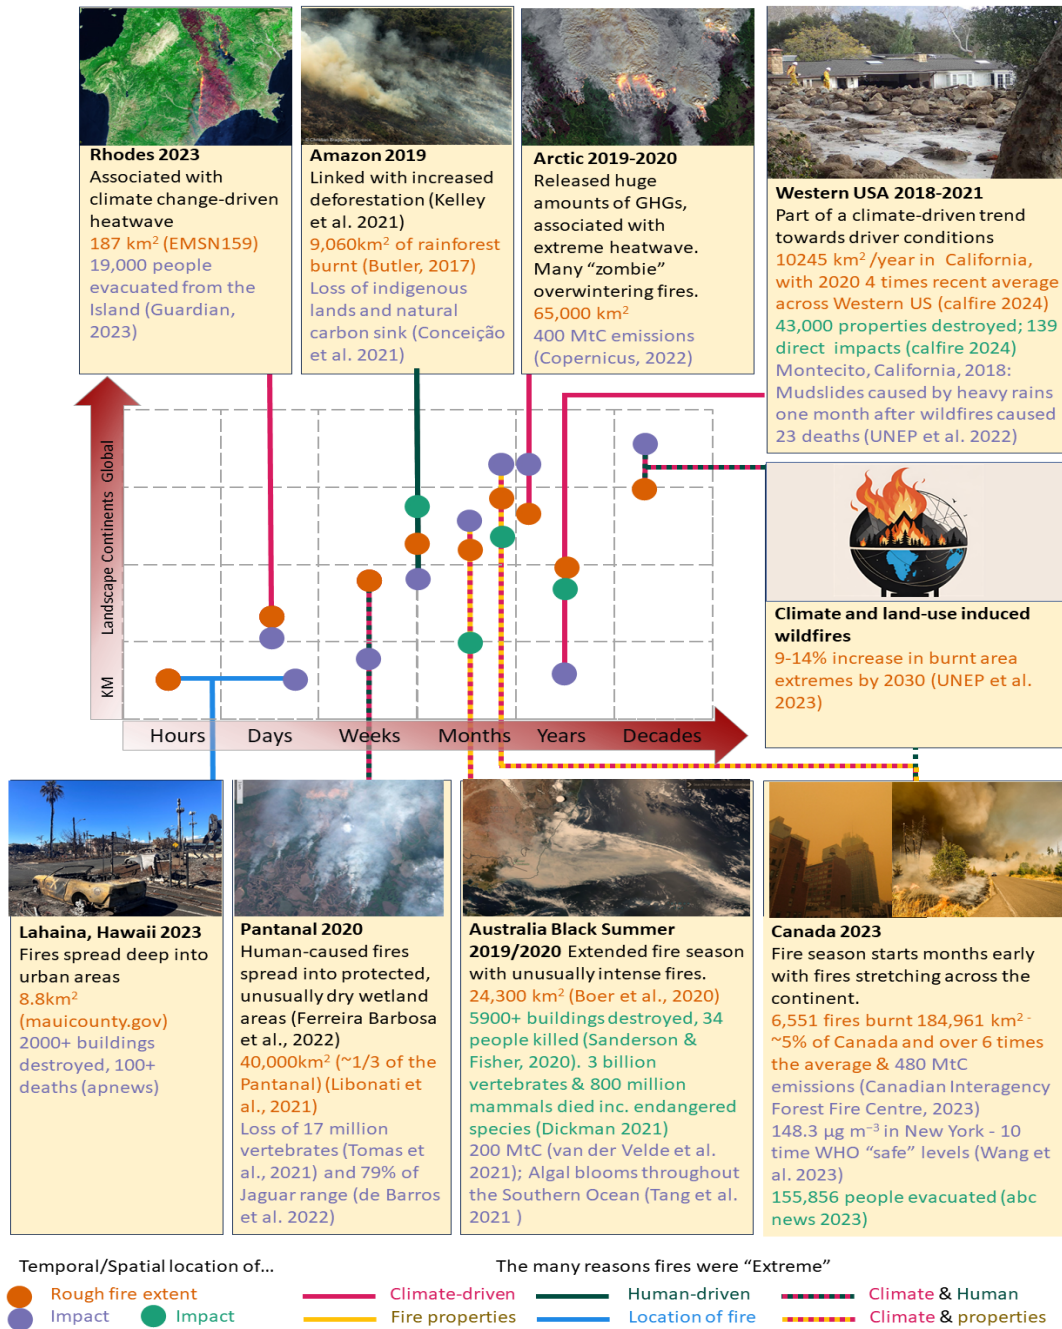 Rhodes 2023
Associated with
climate change-driven
heatwave
187 km² (EMSN159)
19,000 people
evacuated from the
Island (Guardian,
2023)
Amazon 2019
Linked with increased
deforestation (Kelley
et al. 2021)
9,060km² of rainforest
burnt (Butler, 2017)
Loss of indigenous
lands and natural
carbon sink (Conceição
et al. 2021)
Arctic 2019-2020
Released huge
amounts of GHGs,
associated with
extreme heatwave.
Many “zombie”
overwintering fires.
65,000 km²
400 MtC emissions
(Copernicus, 2022)
Western USA 2018-2021
Part of a climate-driven trend
towards driver conditions
10245 km² /year in California,
with 2020 4 times recent average
across Western US (calfire 2024)
43,000 properties destroyed; 139
direct impacts (calfire 2024)
Montecito, California, 2018:
Mudslides caused by heavy rains
one month after wildfires caused
23 deaths (UNEP et al. 2022)
Climate and land-use induced
wildfires
9-14% increase in burnt area
extremes by 2030 (UNEP et al.
2023)
Global
Continents
Landscape
KM
Hours Days Weeks Months Years Decades
Lahaina, Hawaii 2023
Fires spread deep into
urban areas
8.8km²
(mauicounty.gov)
2000+ buildings
destroyed, 100+
deaths (apnews)
Pantanal 2020
Human-caused fires
spread into protected,
unusually dry wetland
areas (Ferreira Barbosa
et al., 2022)
40,000km² (~1/3 of the
Pantanal) (Libonati et
al., 2021)
Loss of 17 million
vertebrates (Tomas
et al., 2021) and 79% of
Jaguar range (de Barros
et al. 2022)
Australia Black Summer
2019/2020 Extended fire season
with unusually intense fires.
24,300 km² (Boer et al., 2020)
5900+ buildings destroyed, 34
people killed (Sanderson &
Fisher, 2020). 3 billion
vertebrates & 800 million
mammals died inc. endangered
species (Dickman 2021)
200 MtC (van der Velde et al.
2021); Algal blooms throughout
the Southern Ocean (Tang et al.
2021 )
Canada 2023
Fire season starts months early
with fires stretching across the
continent.
6,551 fires burnt 184,961 km² -
~5% of Canada and over 6 times
the average & 480 MtC
emissions (Canadian Interagency
Forest Fire Centre, 2023)
148.3 µg m⁻³ in New York - 10
time WHO “safe” levels (Wang
et al. 2023)
155,856 people evacuated (abc
news 2023)
Temporal/Spatial location of...
Rough fire extent
Impact Impact
The many reasons fires were “Extreme”
Climate-driven Human-driven Climate & Human
Fire properties Location of fire Climate & properties